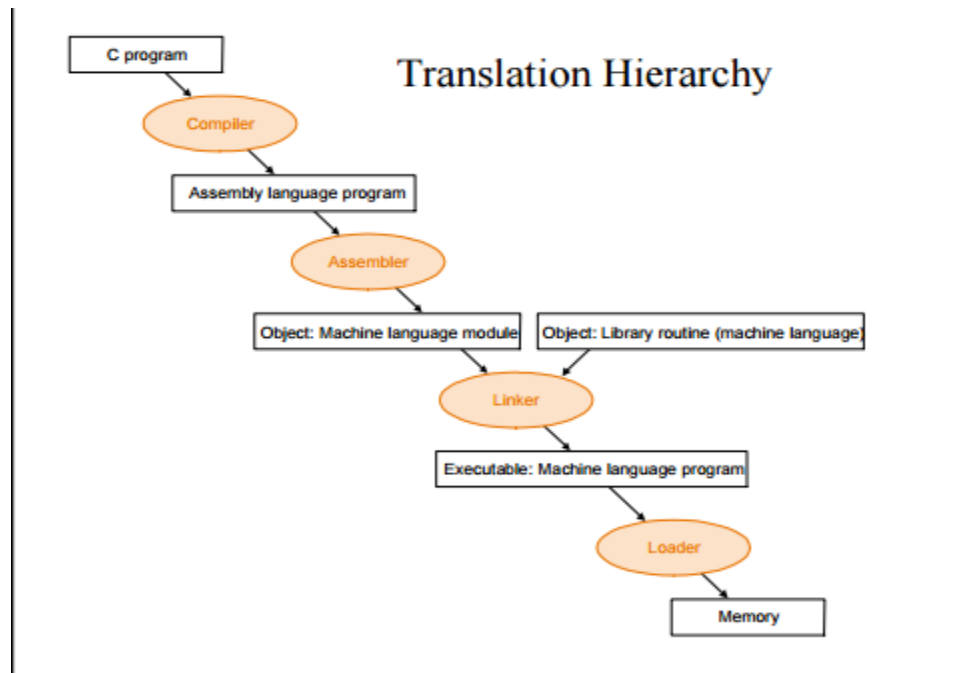 C program
Translation Hierarchy
Compiler
Assembly language program
Assembler
Object: Machine language module
Object: Library routine (machine language)
Linker
Executable: Machine language program
Loader
Memory